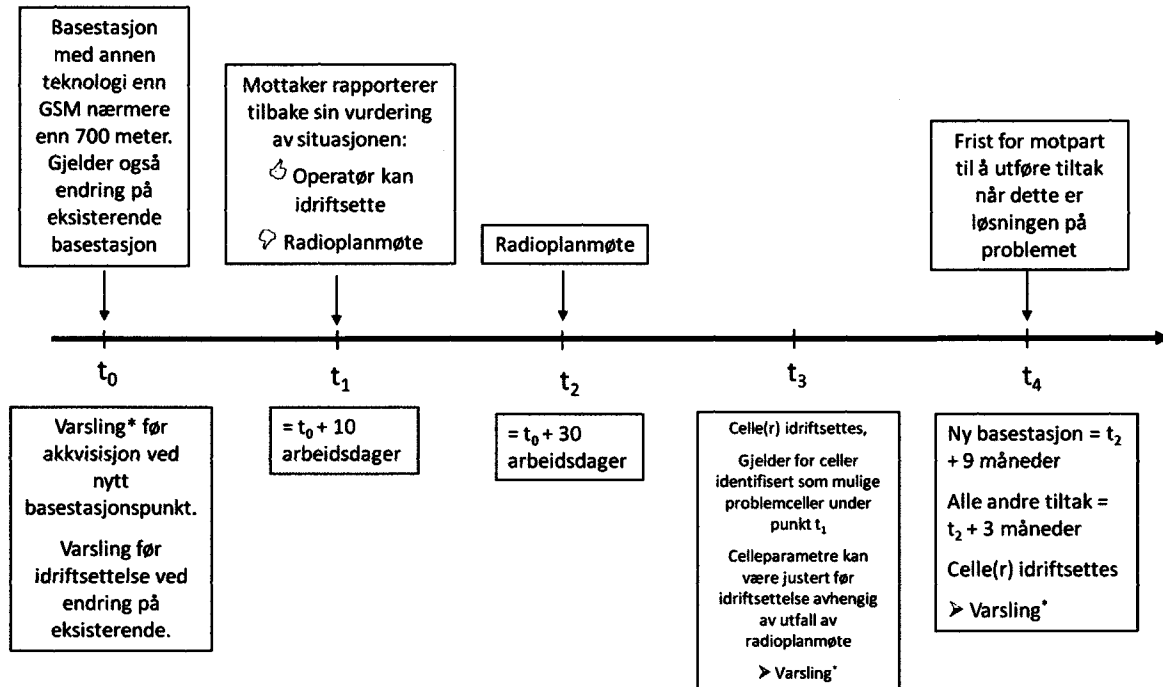 Basestasjon
med annen
teknologi enn
GSM nærmere
enn 700 meter.
Gjelder også
endring på
eksisterende
basestasjon
Mottaker rapporterer
tilbake sin vurdering
av situasjonen:
Operatør kan
idriftsette
Radioplanmøte
Radioplanmøte
Frist for motpart
til å utføre tiltak
når dette er
løsningen på
problemet
t₀
t₁
t₂
t₃
t₄
Varsling* før
akkvisisjon ved
nytt
basestasjonspunkt.
Varsling før
idriftsettelse ved
endring på
eksisterende.
= t₀ + 10
arbeidsdager
= t₀ + 30
arbeidsdager
Celle(r) idriftsettes,
Gjelder for celler
identifisert som mulige
problemceller under
punkt t₁
Celleparametre kan
være justert før
idriftsettelse avhengig
av utfall av
radioplanmøte
➢ Varsling*
Ny basestasjon = t₂
+ 9 måneder
Alle andre tiltak =
t₂ + 3 måneder
Celle(r) idriftsettes
➢ Varsling*